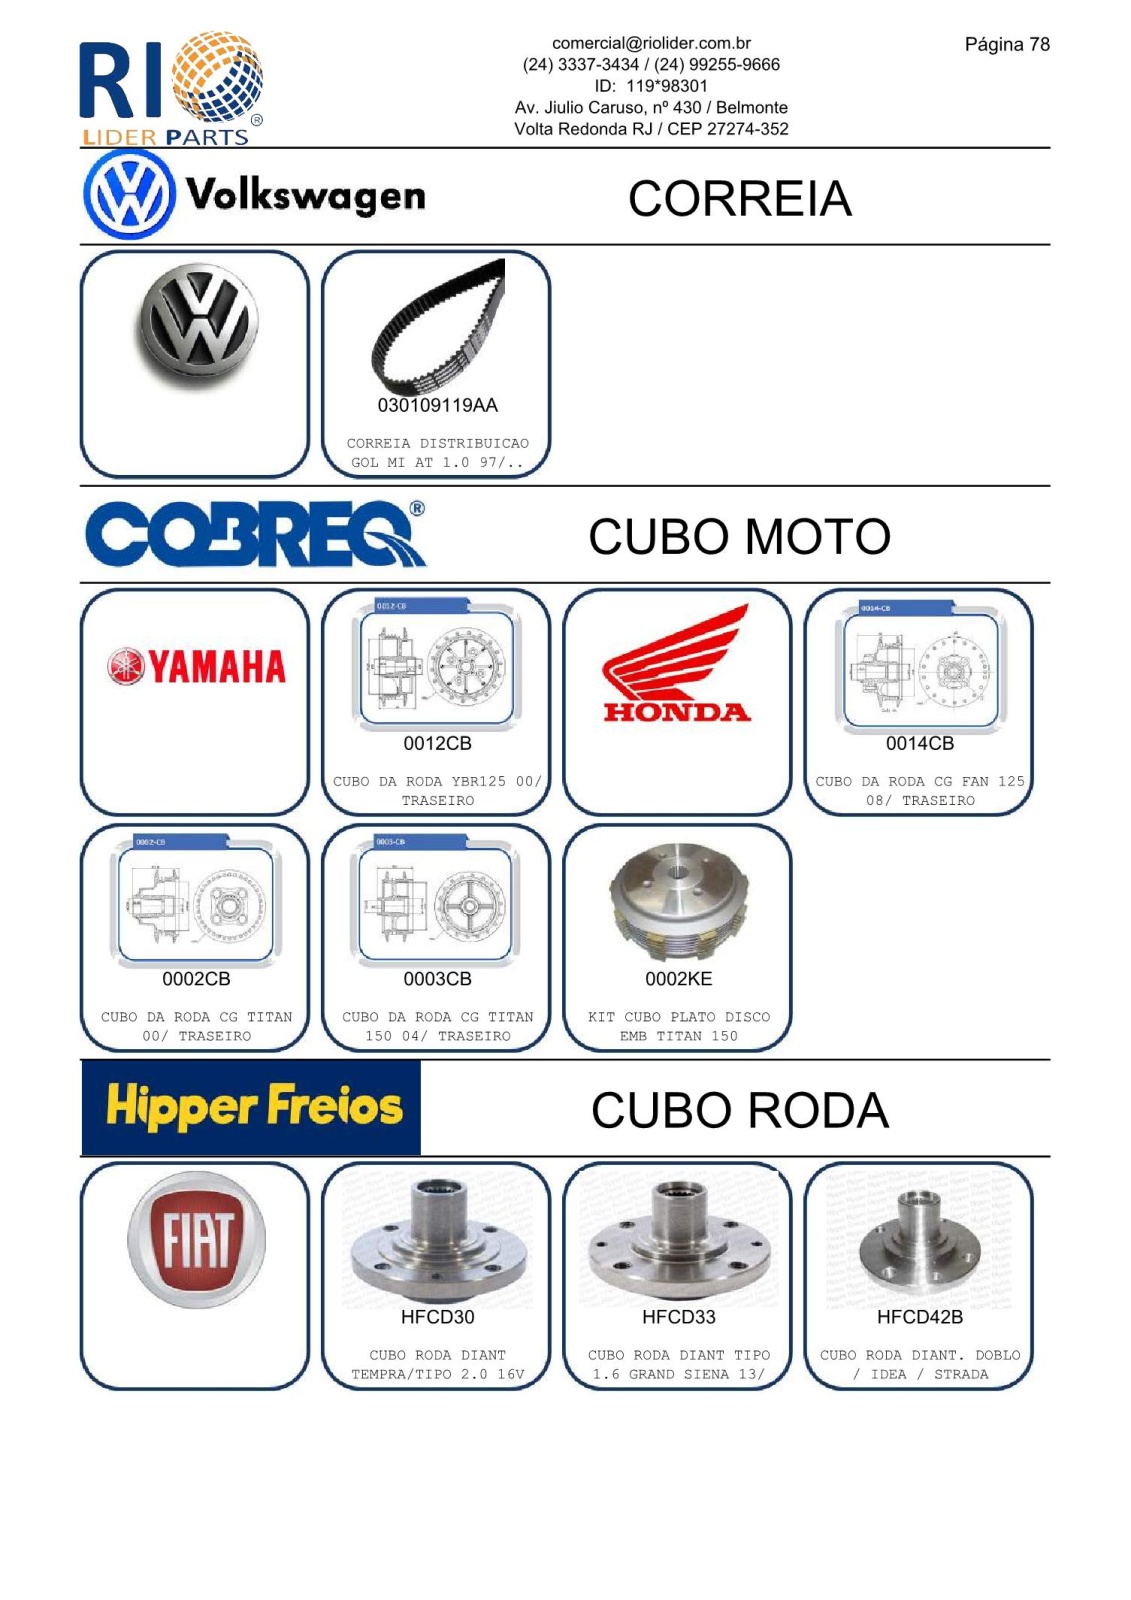 RIO
LIDER PARTS
®
comercial@riolider.com.br
(24) 3337-3434 / (24) 99255-9666
ID: 119*98301
Av. Jiulio Caruso, nº 430 / Belmonte
Volta Redonda RJ / CEP 27274-352
Página 78
Volkswagen
CORREIA
030109119AA
CORREIA DISTRIBUICAO
GOL MI AT 1.0 97/..
COBREQ®
CUBO MOTO
YAMAHA
0012-CB
0012CB
CUBO DA RODA YBR125 00/
TRASEIRO
HONDA
0014-CB
0014CB
CUBO DA RODA CG FAN 125
08/ TRASEIRO
0002-CB
0002CB
CUBO DA RODA CG TITAN
00/ TRASEIRO
0003-CB
0003CB
CUBO DA RODA CG TITAN
150 04/ TRASEIRO
0002KE
KIT CUBO PLATO DISCO
EMB TITAN 150
Hipper Freios
CUBO RODA
FIAT
HFCD30
CUBO RODA DIANT
TEMPRA/TIPO 2.0 16V
HFCD33
CUBO RODA DIANT TIPO
1.6 GRAND SIENA 13/
HFCD42B
CUBO RODA DIANT. DOBLO
/ IDEA / STRADA